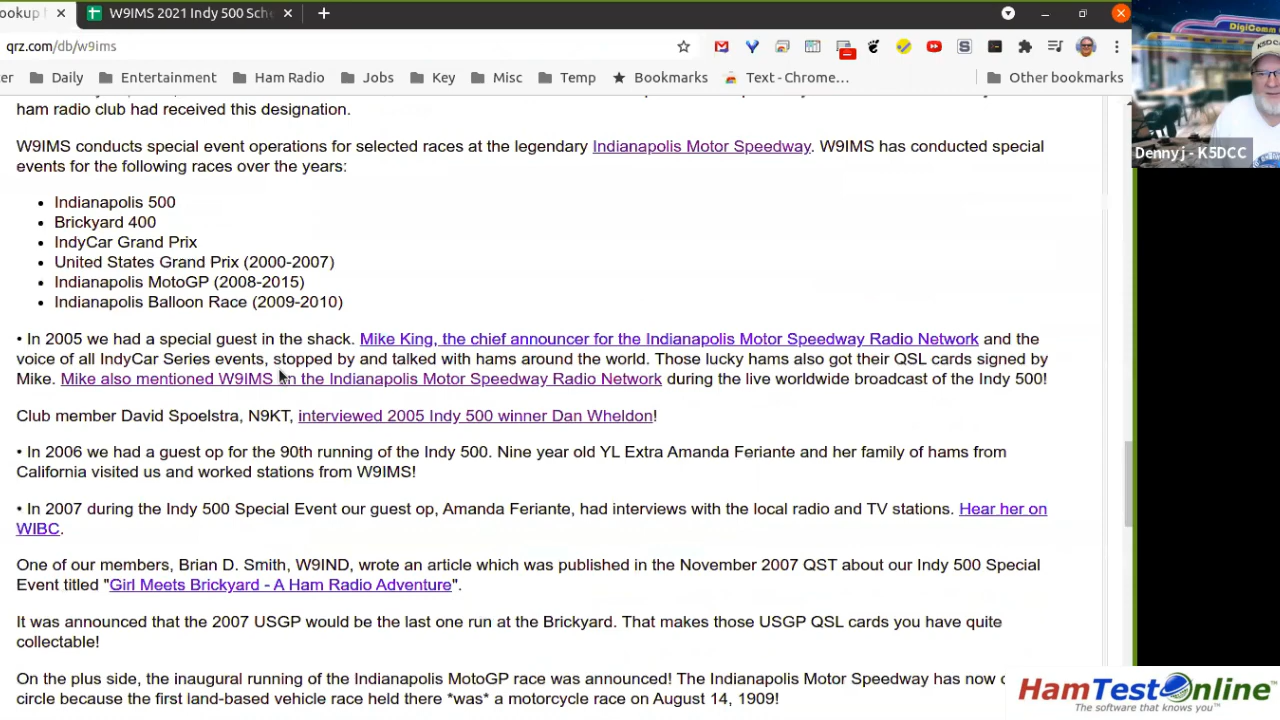 ookup
W9IMS 2021 Indy 500 Sche
qrz.com/db/w9ims
er Daily Entertainment Ham Radio Jobs Key Misc Temp Bookmarks Text - Chrome... Other bookmarks
DigiComm
K5D CC
Dennyj - K5DCC
ham radio club had received this designation.
W9IMS conducts special event operations for selected races at the legendary Indianapolis Motor Speedway. W9IMS has conducted special
events for the following races over the years:
• Indianapolis 500
• Brickyard 400
• IndyCar Grand Prix
• United States Grand Prix (2000-2007)
• Indianapolis MotoGP (2008-2015)
• Indianapolis Balloon Race (2009-2010)
• In 2005 we had a special guest in the shack. Mike King, the chief announcer for the Indianapolis Motor Speedway Radio Network and the
voice of all IndyCar Series events, stopped by and talked with hams around the world. Those lucky hams also got their QSL cards signed by
Mike. Mike also mentioned W9IMS on the Indianapolis Motor Speedway Radio Network during the live worldwide broadcast of the Indy 500!
Club member David Spoelstra, N9KT, interviewed 2005 Indy 500 winner Dan Wheldon!
• In 2006 we had a guest op for the 90th running of the Indy 500. Nine year old YL Extra Amanda Feriante and her family of hams from
California visited us and worked stations from W9IMS!
• In 2007 during the Indy 500 Special Event our guest op, Amanda Feriante, had interviews with the local radio and TV stations. Hear her on
WIBC.
One of our members, Brian D. Smith, W9IND, wrote an article which was published in the November 2007 QST about our Indy 500 Special
Event titled "Girl Meets Brickyard - A Ham Radio Adventure".
It was announced that the 2007 USGP would be the last one run at the Brickyard. That makes those USGP QSL cards you have quite
collectable!
On the plus side, the inaugural running of the Indianapolis MotoGP race was announced! The Indianapolis Motor Speedway has now
circle because the first land-based vehicle race held there *was* a motorcycle race on August 14, 1909!
HamTestOnline™
The software that knows you™